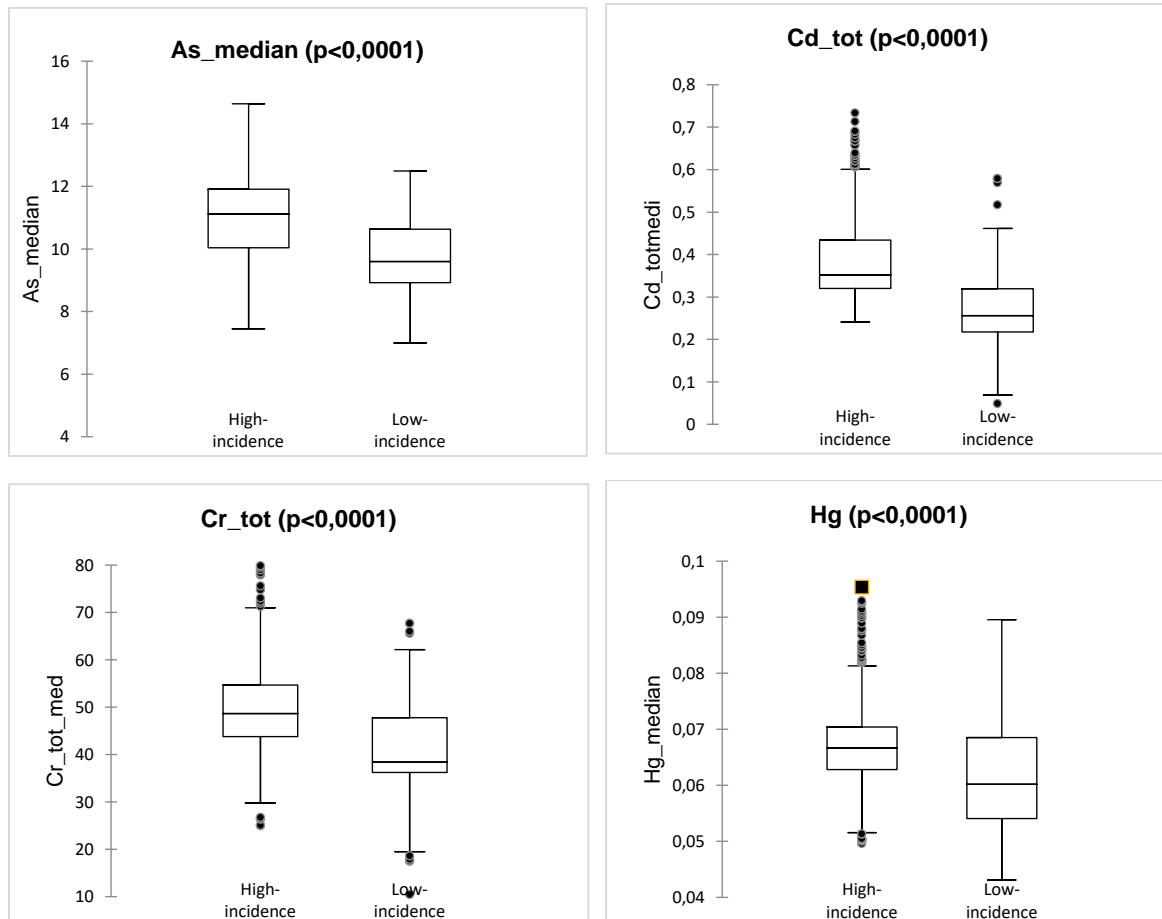 As_median (p<0,0001)
16
14
12
10
8
6
4
As_median
High-
incidence
Low-
incidence
Cd_tot (p<0,0001)
0,8
0,7
0,6
0,5
0,4
0,3
0,2
0,1
0
Cd_totmedi
High-
incidence
Low-
incidence
Cr_tot (p<0,0001)
80
70
60
50
40
30
20
10
Cr_tot_med
High-
incidence
Low-
incidence
Hg (p<0,0001)
0,1
0,09
0,08
0,07
0,06
0,05
0,04
Hg_median
High-
incidence
Low-
incidence